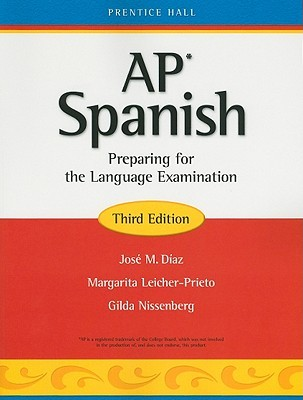 PRENTICE HALL
AP*
Spanish
Preparing for
the Language Examination
Third Edition
José M. Díaz
Margarita Leicher-Prieto
Gilda Nissenberg
*AP is a registered trademark of the College Board, which was not involved
in the production of, and does not endorse, this product.